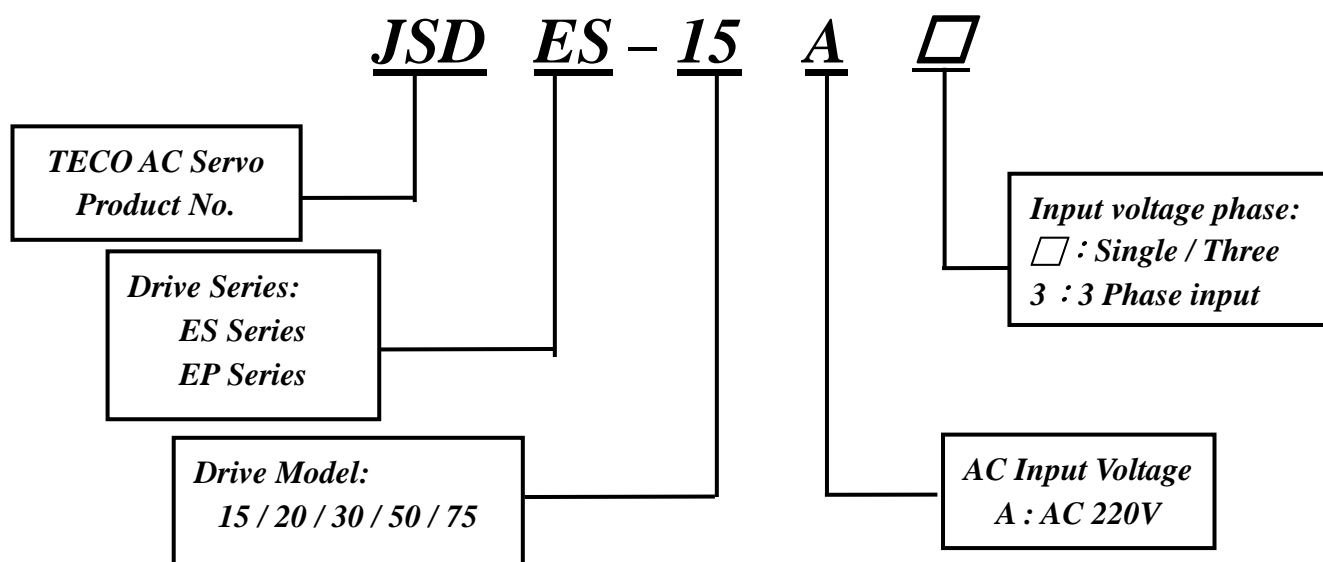 JSD ES – 15 A □
TECO AC Servo
Product No.
Input voltage phase:
□ : Single / Three
3 : 3 Phase input
Drive Series:
ES Series
EP Series
Drive Model:
15 / 20 / 30 / 50 / 75
AC Input Voltage
A : AC 220V